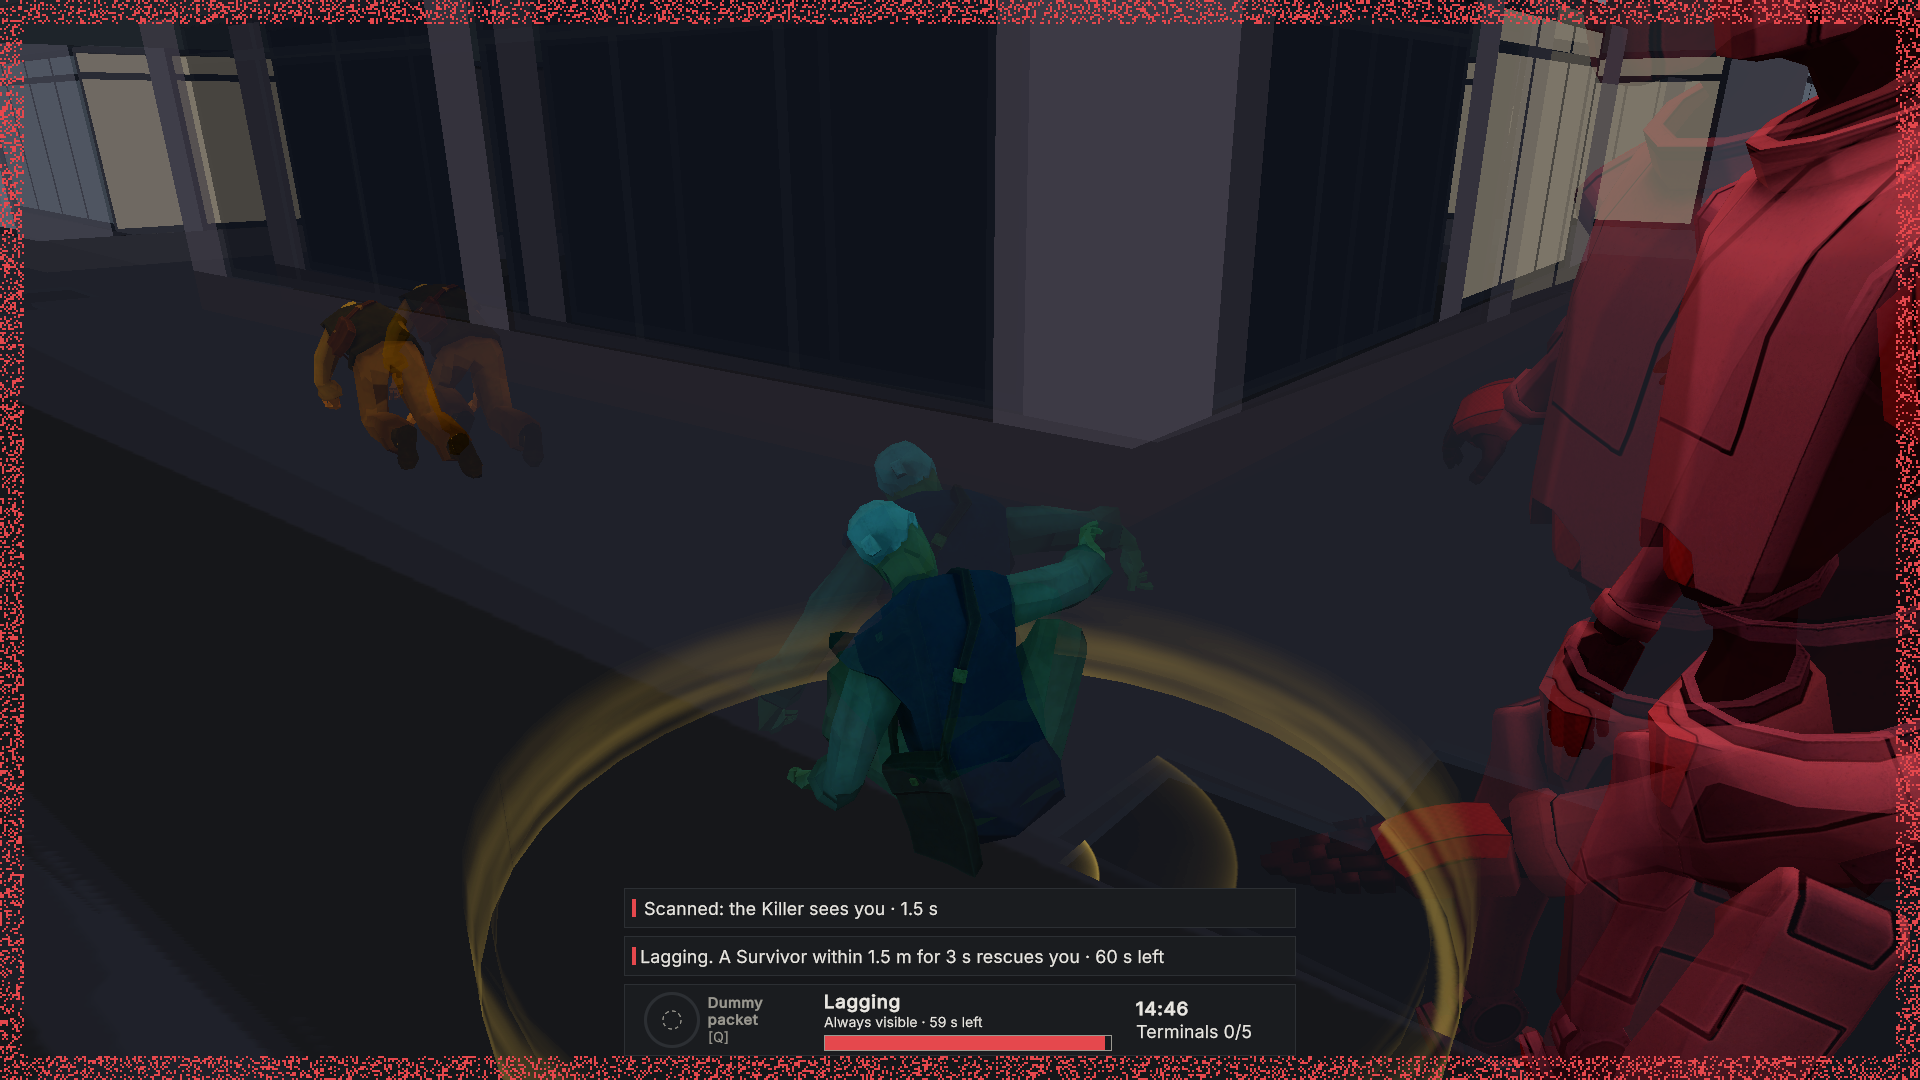 Scanned: the Killer sees you · 1.5 s
Lagging. A Survivor within 1.5 m for 3 s rescues you · 60 s left
Dummy
packet
[Q]
Lagging
Always visible · 59 s left
14:46
Terminals 0/5